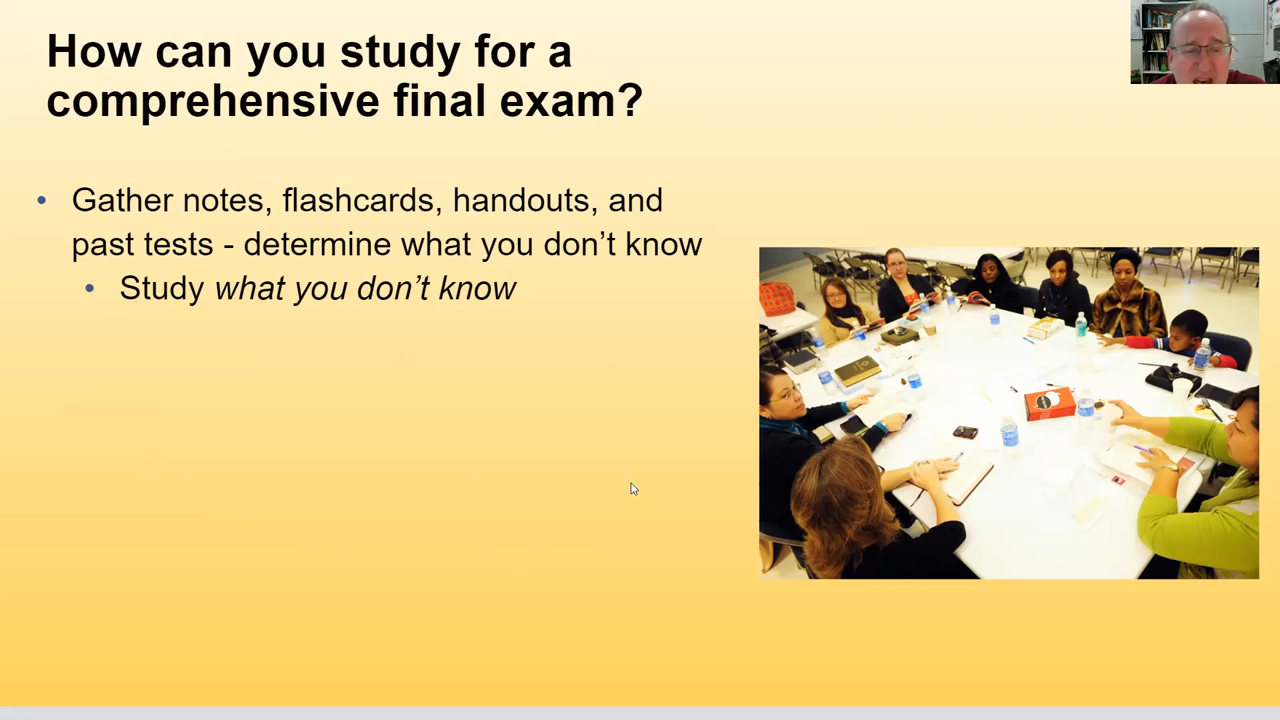 How can you study for a
comprehensive final exam?
• Gather notes, flashcards, handouts, and
past tests - determine what you don’t know
• Study what you don’t know